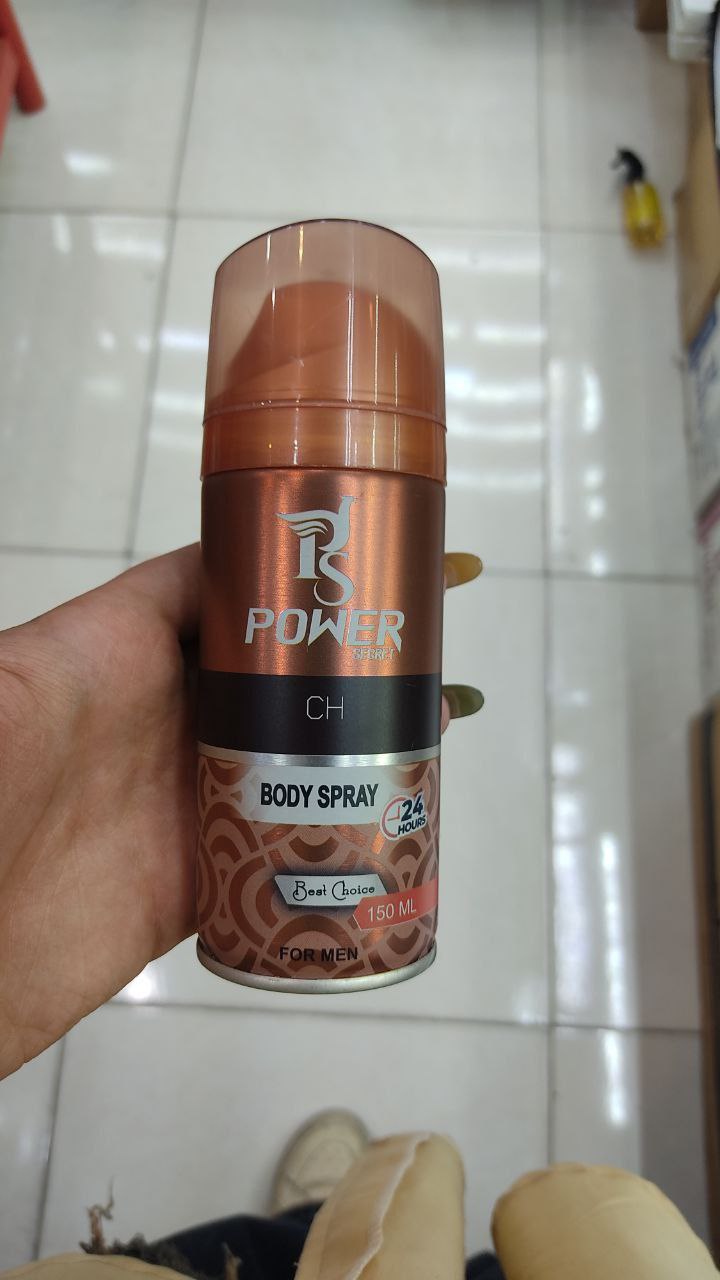 PS
POWER
SECRET
CH
BODY SPRAY
24
HOURS
Best Choice
150 ML
FOR MEN